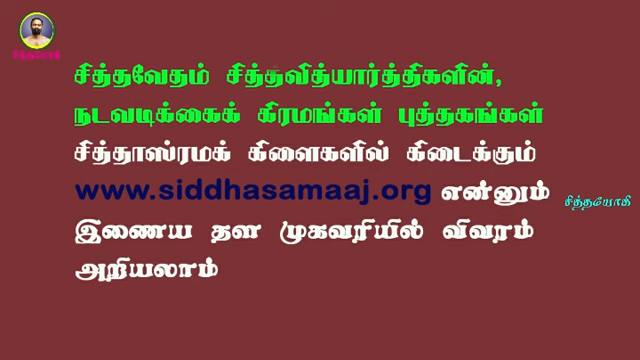 சித்தவேதம் சித்தவித்யார்த்திகளின்,
நடவடிக்கைக் கிரமங்கள் புத்தகங்கள்
சித்தாஸ்ரமக் கிளைகளில் கிடைக்கும்
www.siddhasamaaj.org என்னும்
இணைய தள முகவரியில் விவரம்
அறியலாம்
சித்தயோகி
சித்தயோகி